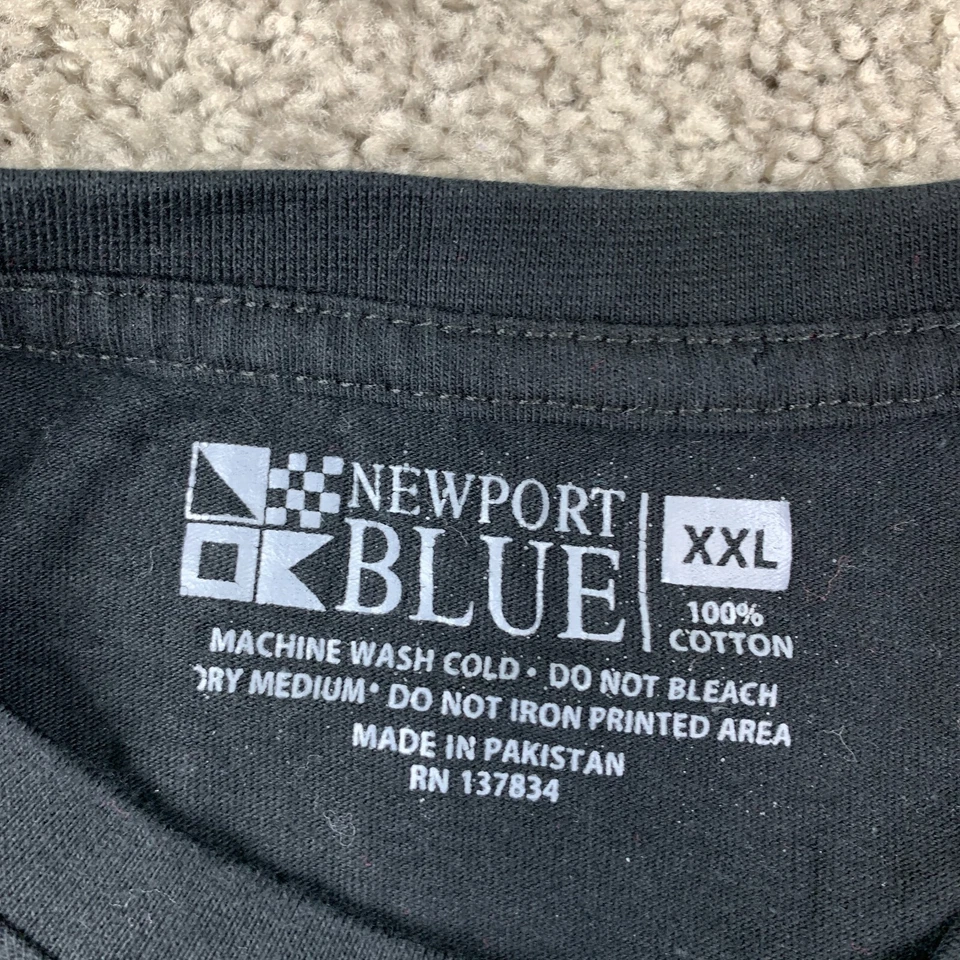 NEWPORT
BLUE
XXL
100%
COTTON
MACHINE WASH COLD • DO NOT BLEACH
DRY MEDIUM • DO NOT IRON PRINTED AREA
MADE IN PAKISTAN
RN 137834